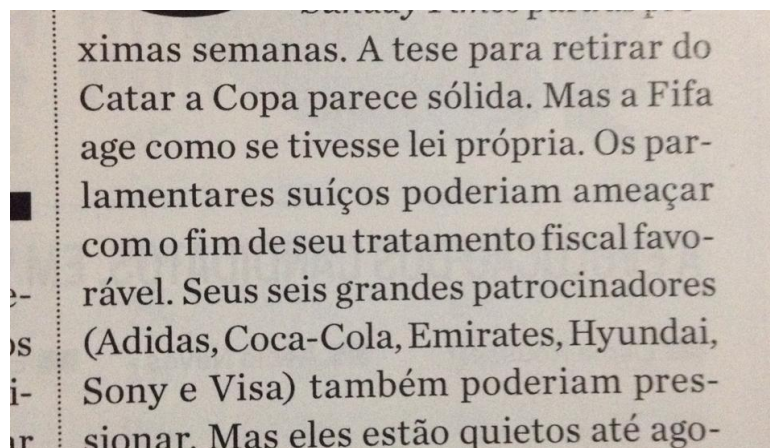 Sunday Times
ximas semanas. A tese para retirar do
Catar a Copa parece sólida. Mas a Fifa
age como se tivesse lei própria. Os par-
lamentares suíços poderiam ameaçar
com o fim de seu tratamento fiscal favo-
rável. Seus seis grandes patrocinadores
(Adidas, Coca-Cola, Emirates, Hyundai,
Sony e Visa) também poderiam pres-
sionar. Mas eles estão quietos até ago-